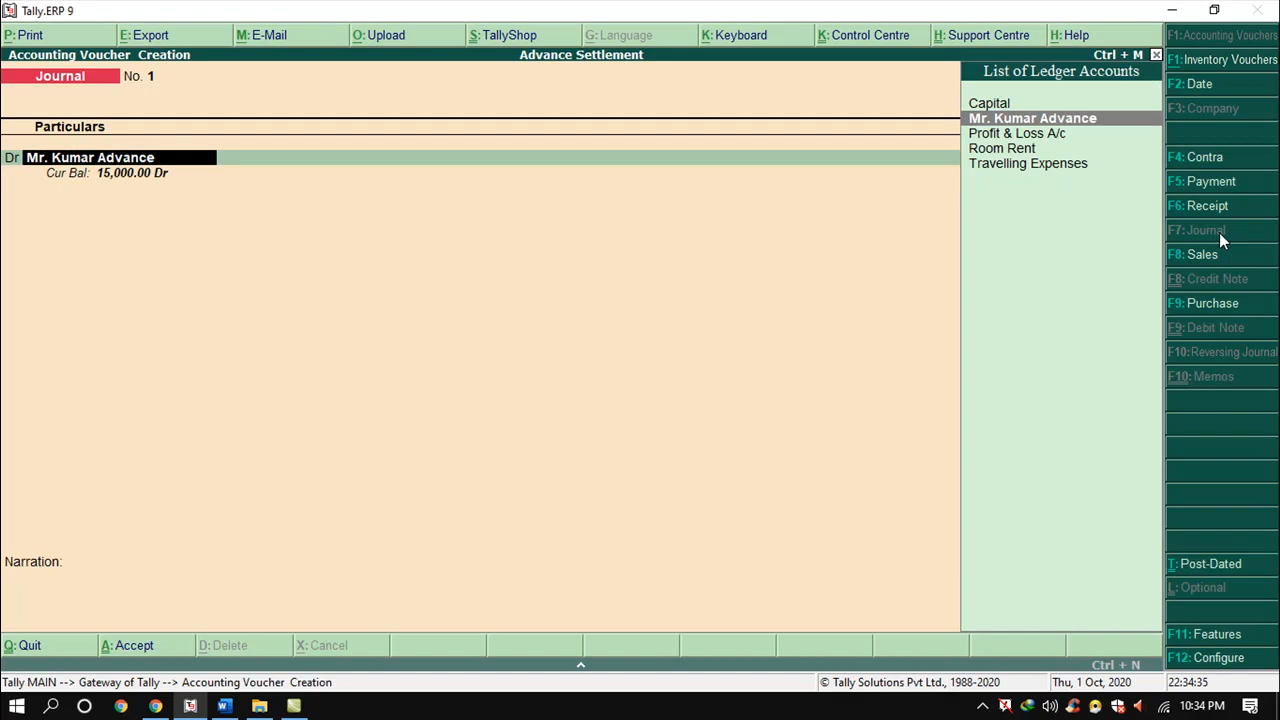 Tally.ERP 9
P: Print
E: Export
M: E-Mail
O: Upload
S: TallyShop
G: Language
K: Keyboard
K: Control Centre
H: Support Centre
H: Help
F1: Accounting Vouchers
Accounting Voucher Creation
Advance Settlement
Ctrl + M
F1: Inventory Vouchers
Journal No. 1
List of Ledger Accounts
F2: Date
Capital
F3: Company
Mr. Kumar Advance
Particulars
Profit & Loss A/c
Room Rent
Dr Mr. Kumar Advance
F4: Contra
Travelling Expenses
Cur Bal: 15,000.00 Dr
F5: Payment
F6: Receipt
F7: Journal
F8: Sales
F8: Credit Note
F9: Purchase
F9: Debit Note
F10: Reversing Journal
F10: Memos
Narration:
T: Post-Dated
L: Optional
F11: Features
Q: Quit
A: Accept
D: Delete
X: Cancel
F12: Configure
Ctrl + N
Tally MAIN --> Gateway of Tally --> Accounting Voucher Creation
© Tally Solutions Pvt Ltd., 1988-2020
Thu, 1 Oct, 2020
22:34:35
10:34 PM